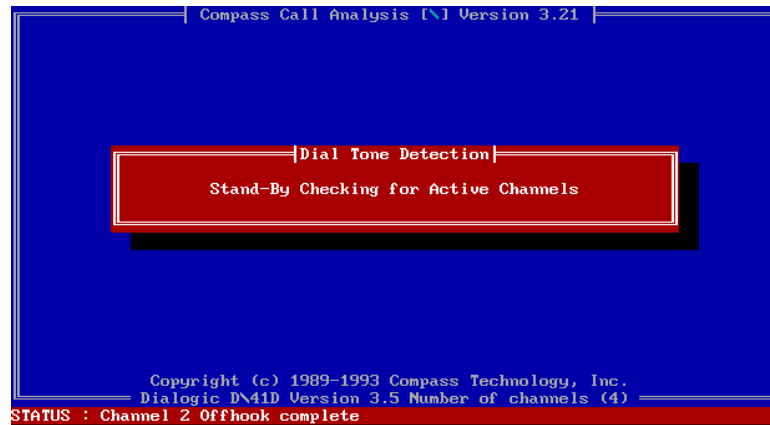 Compass Call Analysis [\] Version 3.21
Dial Tone Detection
Stand-By Checking for Active Channels
Copyright (c) 1989-1993 Compass Technology, Inc.
Dialogic D\41D Version 3.5 Number of channels (4)
STATUS : Channel 2 Offhook complete